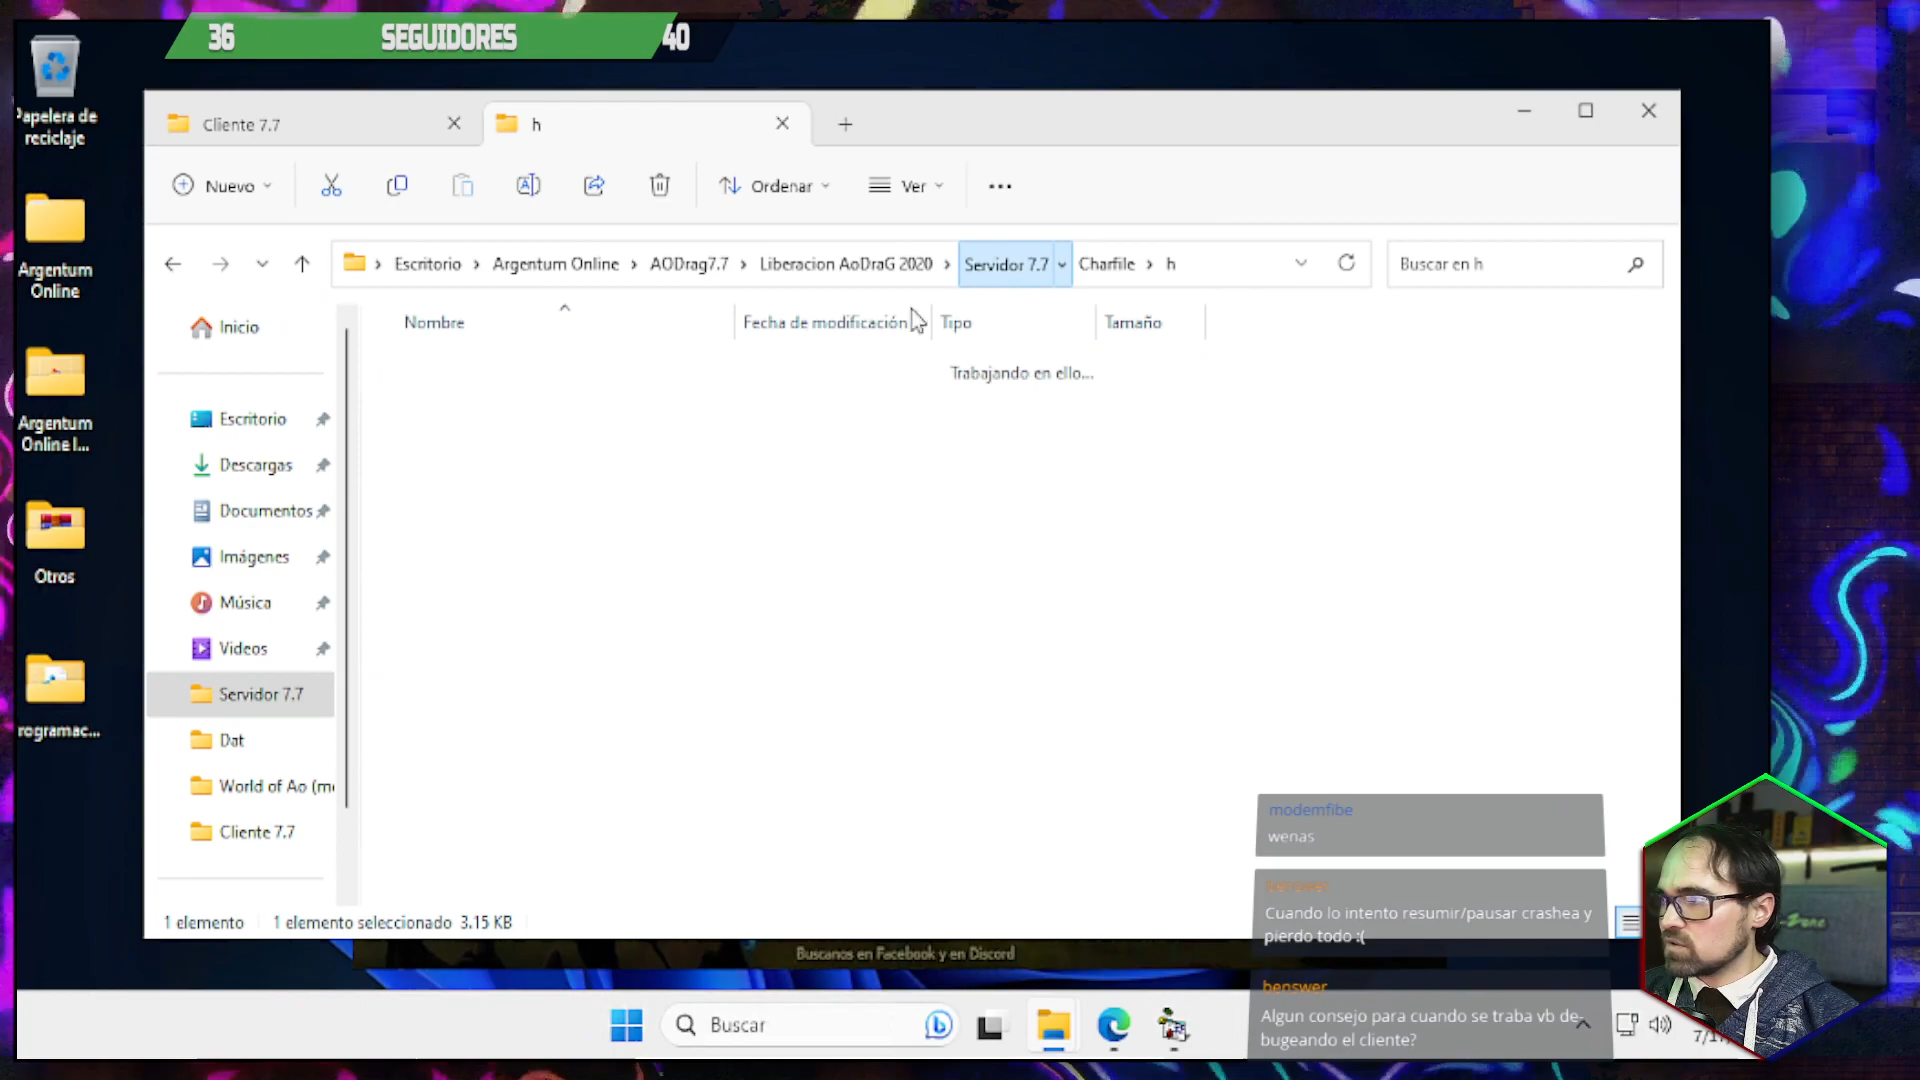 36 SEGUIDORES 40
Papelera de
reciclaje
Argentum
Online
Argentum
Online I...
Otros
rogramac...
Cliente 7.7
h
Nuevo
Ordenar
Ver
Escritorio > Argentum Online > AODrag7.7 > Liberacion AoDraG 2020 > Servidor 7.7 Charfile > h
Buscar en h
Nombre
Fecha de modificación
Tipo
Tamaño
Trabajando en ello...
Inicio
Escritorio
Descargas
Documentos
Imágenes
Música
Videos
Servidor 7.7
Dat
World of Ao (m
Cliente 7.7
1 elemento
1 elemento seleccionado 3.15 KB
Buscanos en Facebook y en Discord
modemfibe
wenas
benswer
Cuando lo intento resumir/pausar crashea y
pierdo todo :(
benswer
Algun consejo para cuando se traba vb de-
bugeando el cliente?
Buscar